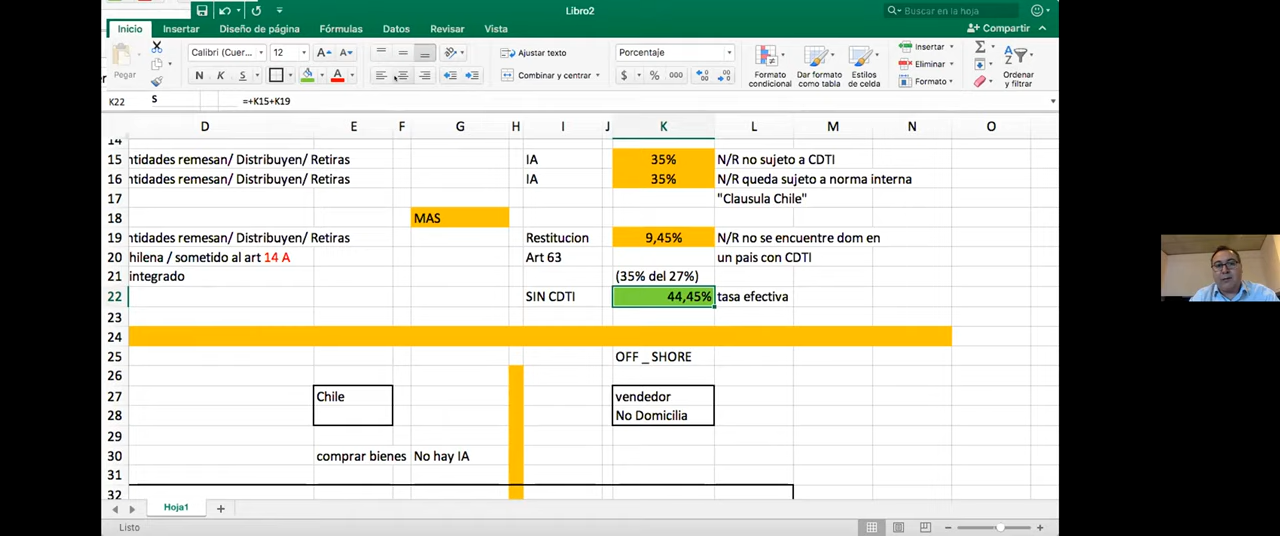 Libro2
Buscar en la hoja
Inicio Insertar Diseño de página Fórmulas Datos Revisar Vista
Compartir
Pegar
Calibri (Cuer... 12 A A
N K S A
Ajustar texto
Combinar y centrar
Porcentaje
$ % 000
Formato condicional
Dar formato como tabla
Estilos de celda
Insertar
Eliminar
Formato
Ordenar y filtrar
K22 S =+K15+K19
D E F G H I J K L M N O
14
15 ntidades remesan/ Distribuyen/ Retiras IA 35% N/R no sujeto a CDTI
16 ntidades remesan/ Distribuyen/ Retiras IA 35% N/R queda sujeto a norma interna
17 "Clausula Chile"
18 MAS
19 ntidades remesan/ Distribuyen/ Retiras Restitucion 9,45% N/R no se encuentre dom en
20 hilena / sometido al art 14 A Art 63 un pais con CDTI
21 integrado (35% del 27%)
22 SIN CDTI 44,45% tasa efectiva
23
24
25 OFF _ SHORE
26
27 Chile vendedor
28 No Domicilia
29
30 comprar bienes No hay IA
31
32
Hoja1
Listo